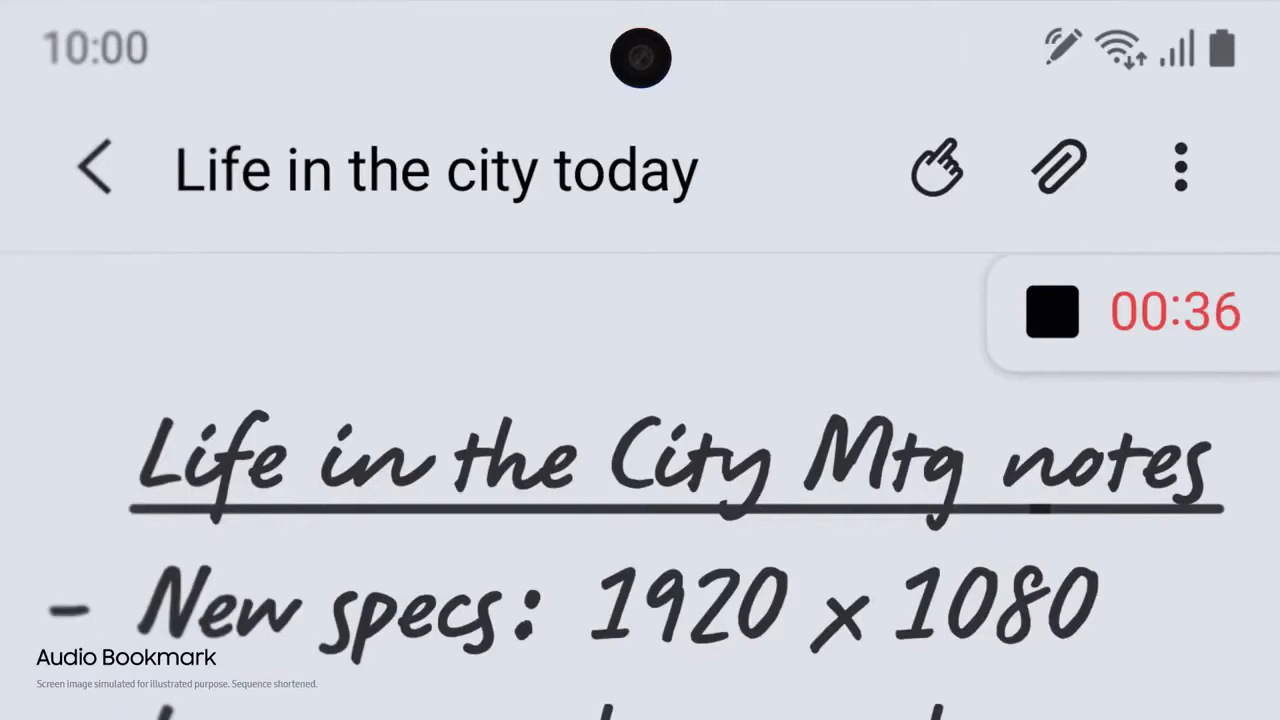 10:00
Life in the city today
00:36
Life in the City Mtg notes
- New specs: 1920 x 1080
Audio Bookmark
Screen image simulated for illustrated purpose. Sequence shortened.